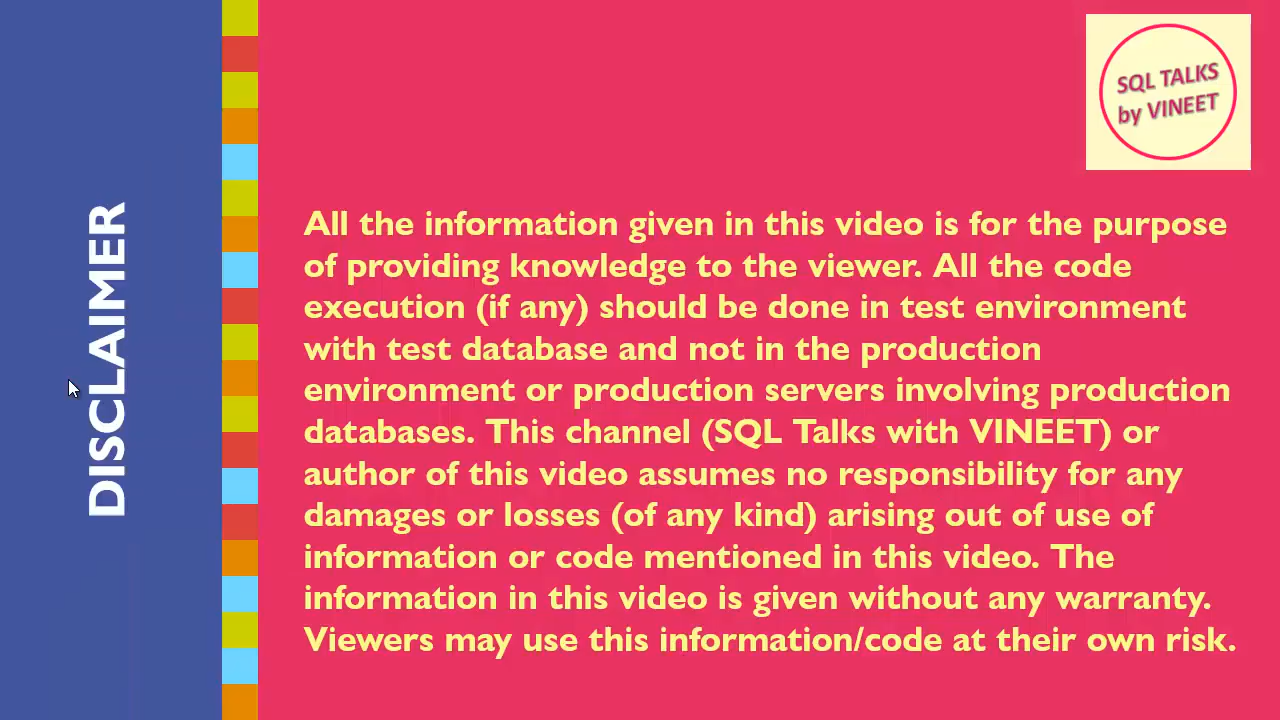 DISCLAIMER
SQL TALKS
by VINEET
All the information given in this video is for the purpose
of providing knowledge to the viewer. All the code
execution (if any) should be done in test environment
with test database and not in the production
environment or production servers involving production
databases. This channel (SQL Talks with VINEET) or
author of this video assumes no responsibility for any
damages or losses (of any kind) arising out of use of
information or code mentioned in this video. The
information in this video is given without any warranty.
Viewers may use this information/code at their own risk.